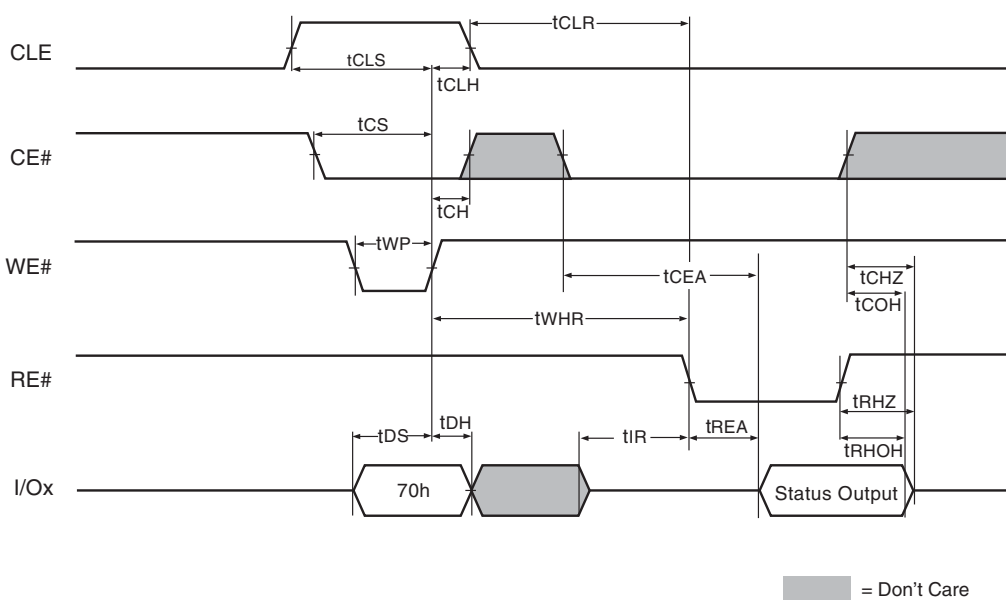 tCLR
CLE
tCLS
tCLH
tCS
CE#
tCH
tWP
WE#
tCEA
tCHZ
tCOH
tWHR
RE#
tRHZ
tDS
tDH
tIR
tREA
tRHOH
I/Ox
70h
Status Output
= Don't Care